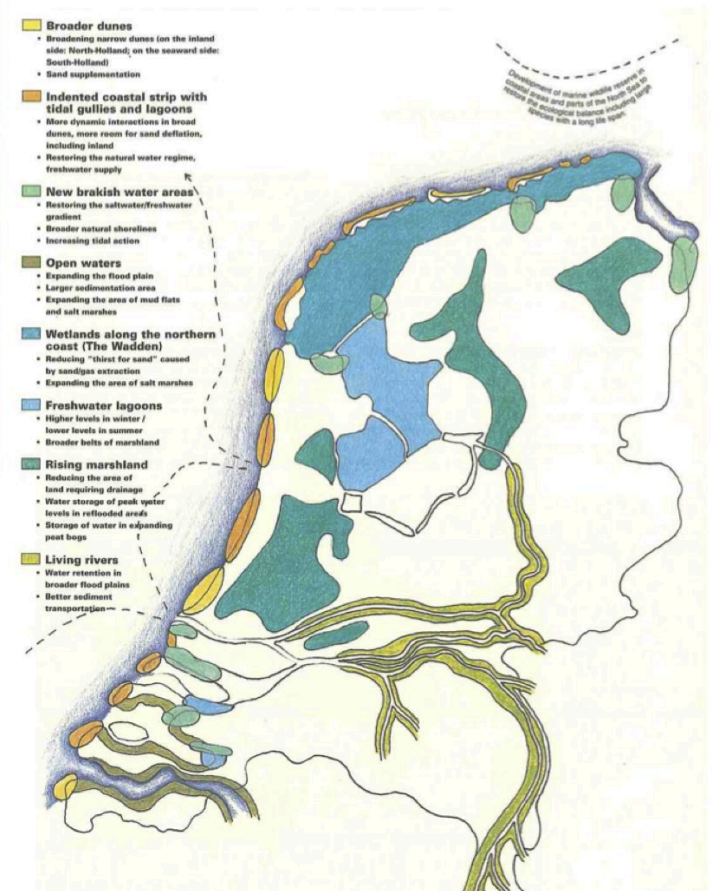 Broader dunes
• Broadening narrow dunes (on the inland
side: North-Holland; on the seaward side:
South-Holland)
• Sand supplementation
Indented coastal strip with
tidal gullies and lagoons
• More dynamic interactions in broad
dunes, more room for sand deflation,
including inland
• Restoring the natural water regime,
freshwater supply
New brakish water areas
• Restoring the saltwater/freshwater
gradient
• Broader natural shorelines
• Increasing tidal action
Open waters
• Expanding the flood plain
• Larger sedimentation area
• Expanding the area of mud flats
and salt marshes
Wetlands along the northern
coast (The Wadden)
• Reducing "thirst for sand" caused
by sand/gas extraction
• Expanding the area of salt marshes
Freshwater lagoons
• Higher levels in winter /
lower levels in summer
• Broader belts of marshland
Rising marshland
• Reducing the area of
land requiring drainage
• Water storage of peak water
levels in reflooded areas
• Storage of water in expanding
peat bogs
Living rivers
• Water retention in
broader flood plains
• Better sediment
transportation
Development of marine wildlife reserve in
coastal areas and parts of the North Sea to
restore the ecological balance including large
species with a long life span.